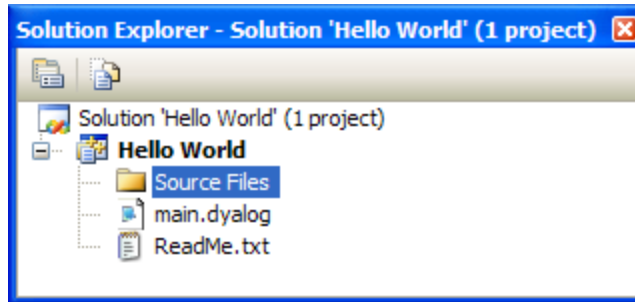 Solution Explorer - Solution 'Hello World' (1 project)
Solution 'Hello World' (1 project)
Hello World
Source Files
main.dyalog
ReadMe.txt